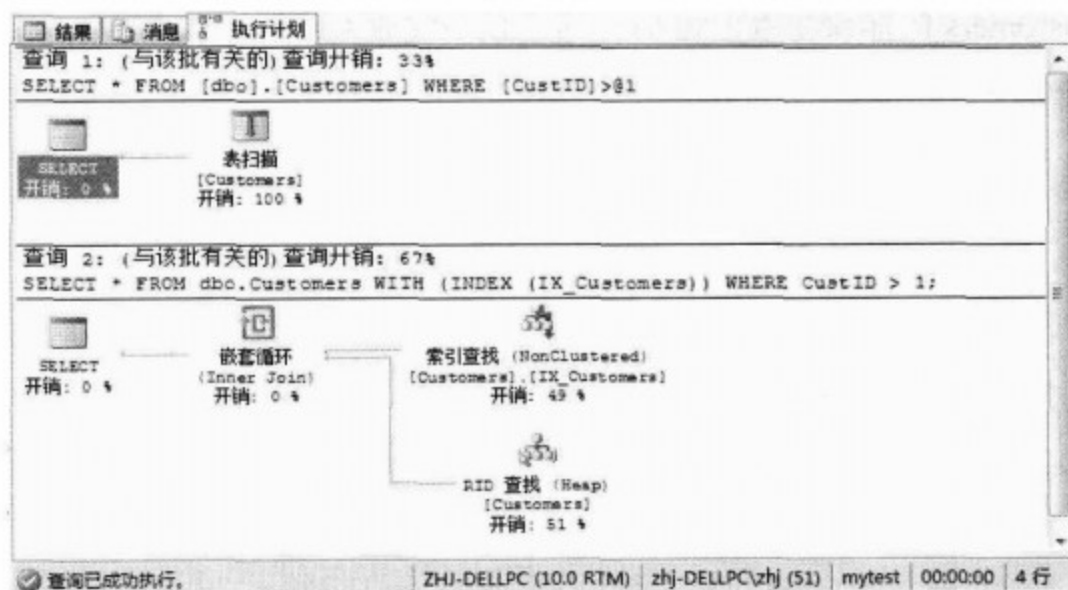 结果 消息 执行计划
查询 1: (与该批有关的) 查询开销: 33%
SELECT * FROM [dbo].[Customers] WHERE [CustID]>@1
SELECT
开销: 0 %
表扫描
[Customers]
开销: 100 %
查询 2: (与该批有关的) 查询开销: 67%
SELECT * FROM dbo.Customers WITH (INDEX (IX_Customers)) WHERE CustID > 1;
SELECT
开销: 0 %
嵌套循环
(Inner Join)
开销: 0 %
索引查找 (NonClustered)
[Customers].[IX_Customers]
开销: 49 %
RID 查找 (Heap)
[Customers]
开销: 51 %
查询已成功执行。 ZHJ-DELLPC (10.0 RTM) zhj-DELLPC\zhj (51) mytest 00:00:00 4 行